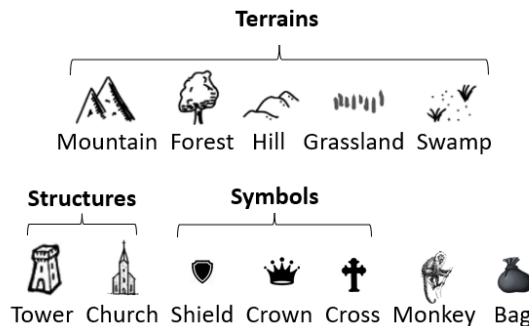 Terrains
Mountain Forest Hill Grassland Swamp
Structures Symbols
Tower Church Shield Crown Cross Monkey Bag